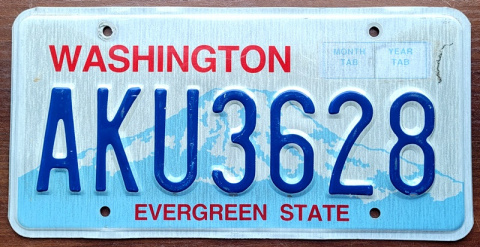 WASHINGTON
MONTH TAB
YEAR TAB
AKU3628
EVERGREEN STATE